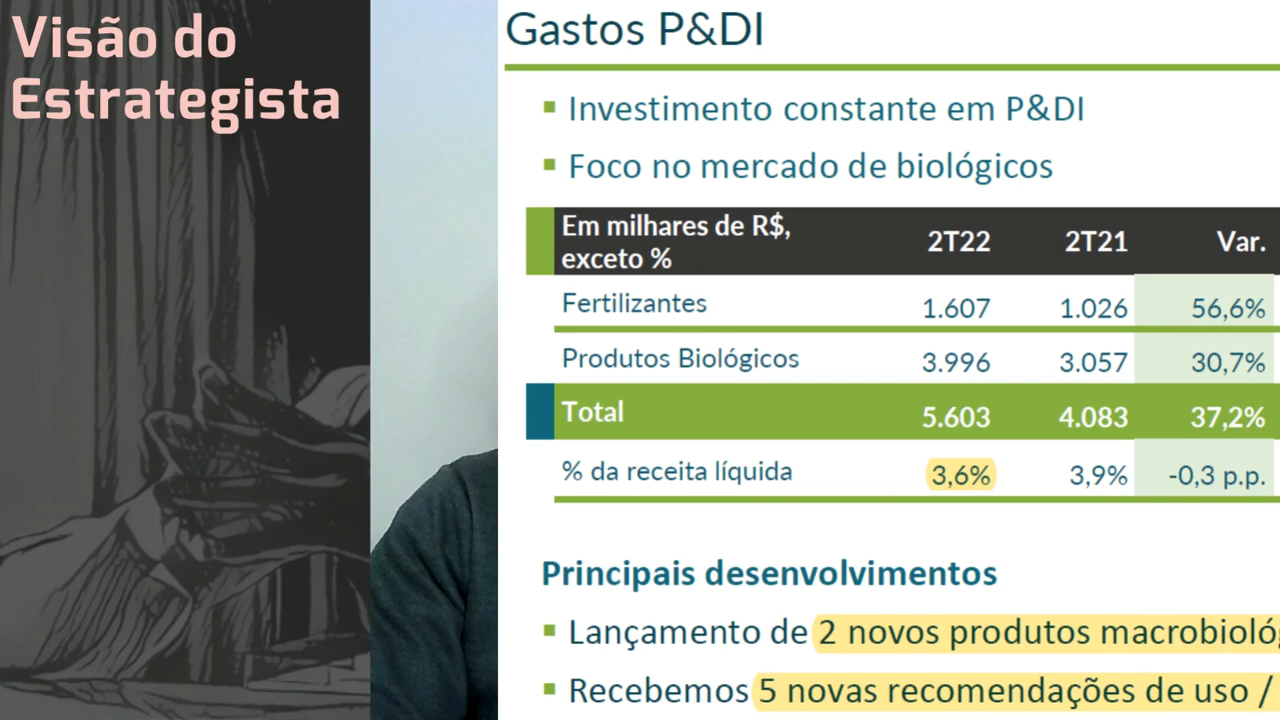 Visão do
Estrategista
Gastos P&DI
Investimento constante em P&DI
Foco no mercado de biológicos
Em milhares de R$,
exceto % 2T22 2T21 Var.
Fertilizantes 1.607 1.026 56,6%
Produtos Biológicos 3.996 3.057 30,7%
Total 5.603 4.083 37,2%
% da receita líquida 3,6% 3,9% -0,3 p.p.
Principais desenvolvimentos
Lançamento de 2 novos produtos
Recebemos 5 novas recomendações de uso /